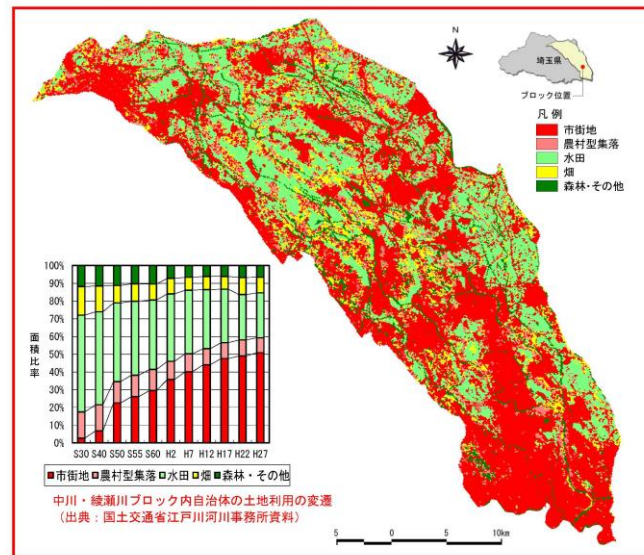 N
埼玉県
ブロック位置
凡例
市街地
農村型集落
水田
畑
森林・その他
100%
90%
80%
70%
60%
50%
40%
30%
20%
10%
0%
面積比率
S30 S40 S50 S55 S60 H2 H7 H12 H17 H22 H27
市街地 農村型集落 水田 畑 森林・その他
中川・綾瀬川ブロック内自治体の土地利用の変遷
(出典:国土交通省江戸川河川事務所資料)
5 0 5 10km